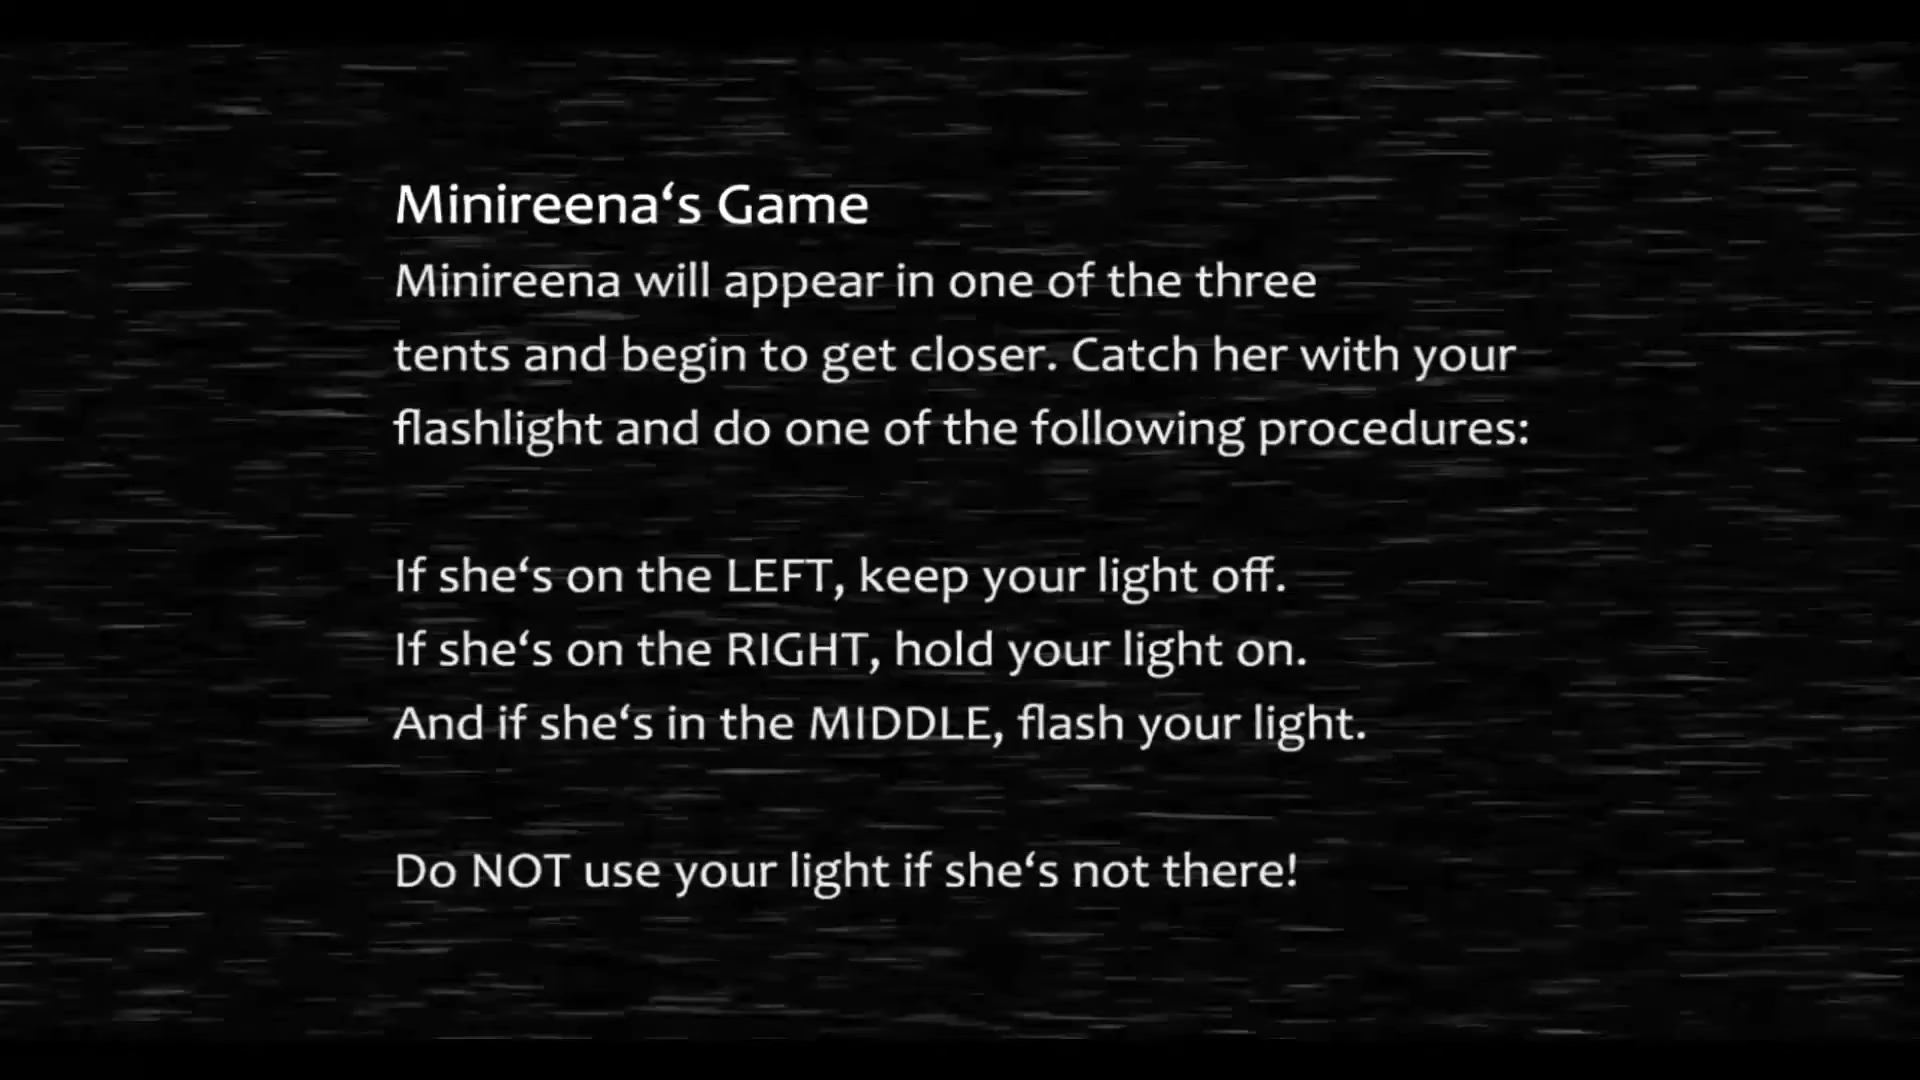 Minireena‘s Game
Minireena will appear in one of the three
tents and begin to get closer. Catch her with your
flashlight and do one of the following procedures:
If she‘s on the LEFT, keep your light off.
If she‘s on the RIGHT, hold your light on.
And if she‘s in the MIDDLE, flash your light.
Do NOT use your light if she‘s not there!